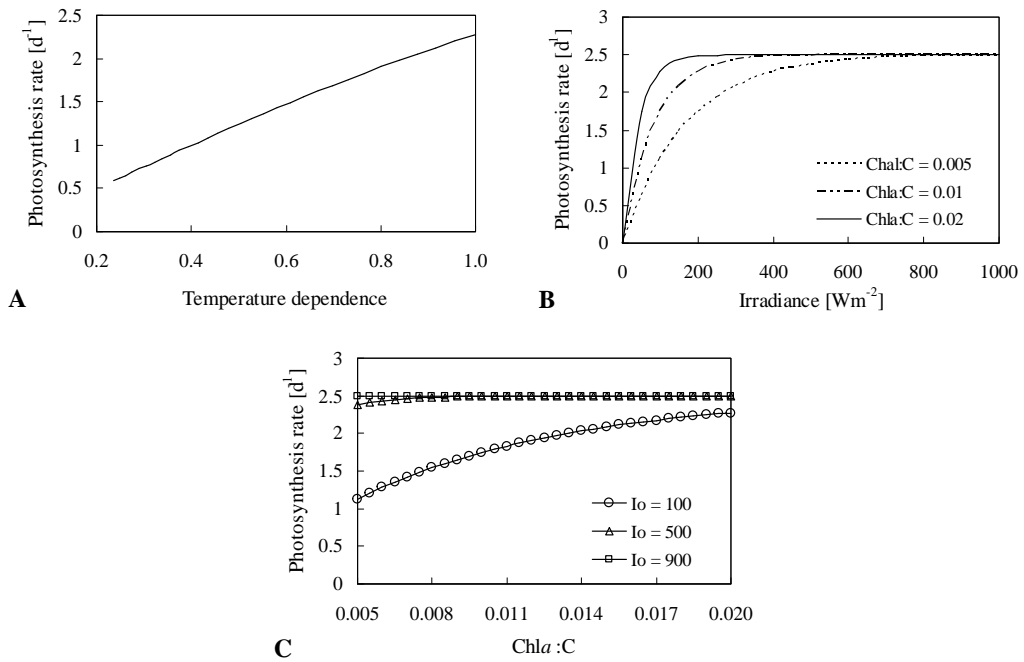 Photosynthesis rate [d¹]
2.5
2
1.5
1
0.5
0
0.2 0.4 0.6 0.8 1.0
Temperature dependence
A
Photosynthesis rate [d¹]
3
2.5
2
1.5
1
0.5
0
0 200 400 600 800 1000
Irradiance [Wm⁻²]
Chal:C = 0.005
Chla:C = 0.01
Chla:C = 0.02
B
Photosynthesis rate [d¹]
3
2.5
2
1.5
1
0.5
0
0.005 0.008 0.011 0.014 0.017 0.020
Chla :C
Io = 100
Io = 500
Io = 900
C